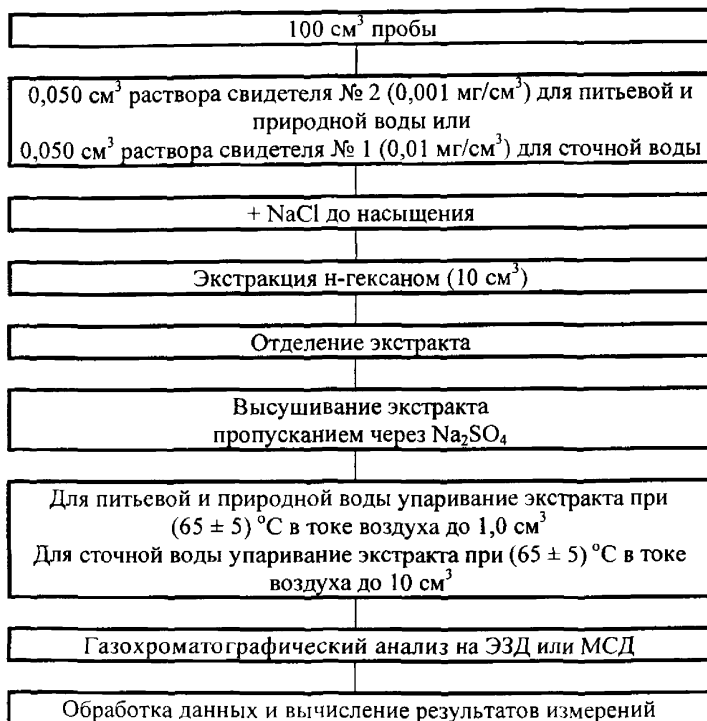 100 см³ пробы
0,050 см³ раствора свидетеля № 2 (0,001 мг/см³) для питьевой и
природной воды или
0,050 см³ раствора свидетеля № 1 (0,01 мг/см³) для сточной воды
+ NaCl до насыщения
Экстракция н-гексаном (10 см³)
Отделение экстракта
Высушивание экстракта
пропусканием через Na₂SO₄
Для питьевой и природной воды упаривание экстракта при
(65 ± 5) °C в токе воздуха до 1,0 см³
Для сточной воды упаривание экстракта при (65 ± 5) °C в токе
воздуха до 10 см³
Газохроматографический анализ на ЭЗД или МСД
Обработка данных и вычисление результатов измерений